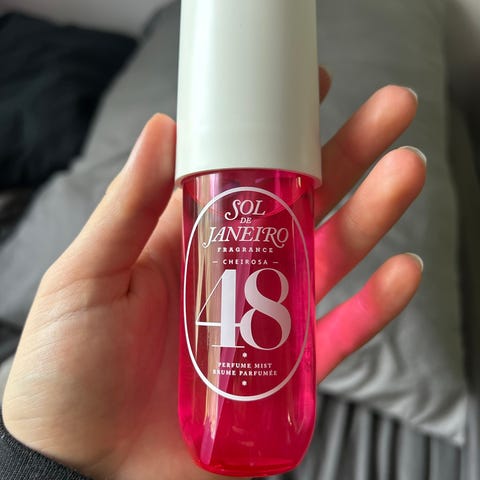 SOL
DE
JANEIRO
FRAGRANCE
— CHEIROSA —
48
PERFUME MIST
BRUME PARFUMÉE